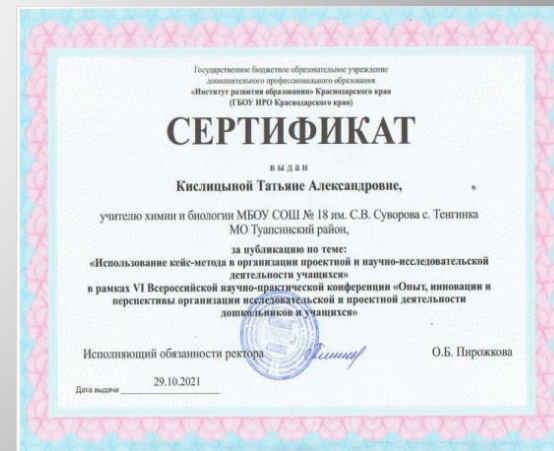 Государственное бюджетное образовательное учреждение
дополнительного профессионального образования
«Институт развития образования» Краснодарского края
(ГБОУ ИРО Краснодарского края)
СЕРТИФИКАТ
выдан
Кислицыной Татьяне Александровне,
учителю химии и биологии МБОУ СОШ № 18 им. С.В. Суворова с. Тенгинка
МО Туапсинский район,
за публикацию по теме:
«Использование кейс-метода в организации проектной и научно-исследовательской
деятельности учащихся»
в рамках VI Всероссийской научно-практической конференции «Опыт, инновации и
перспективы организации исследовательской и проектной деятельности
дошкольников и учащихся»
Исполняющий обязанности ректора О.Б. Пирожкова
Дата выдачи 29.10.2021